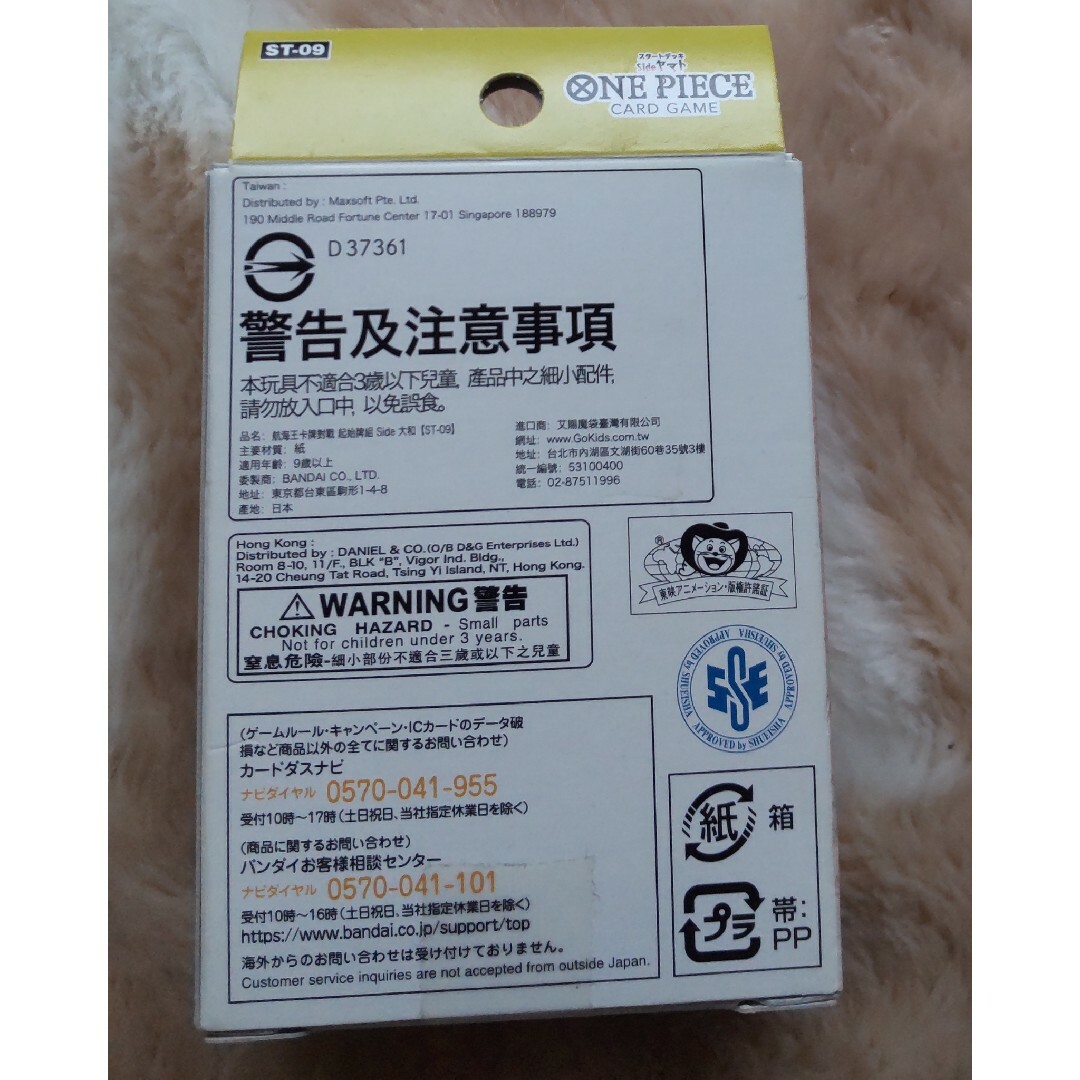 ST-09
スタートデッキ
Side ヤマト
ONE PIECE
CARD GAME
Taiwan :
Distributed by : Maxsoft Pte. Ltd.
190 Middle Road Fortune Center 17-01 Singapore 188979
D37361
警告及注意事項
本玩具不適合3歲以下兒童, 產品中之細小配件,
請勿放入口中, 以免誤食。
品名: 航海王卡牌對戰 起始牌組 Side 大和【ST-09】
主要材質: 紙
適用年齡: 9歲以上
委製商: BANDAI CO., LTD.
地址: 東京都台東區駒形1-4-8
產地: 日本
進口商: 艾賜魔袋臺灣有限公司
網址: www.GoKids.com.tw
地址: 台北市內湖區文湖街60巷35號3樓
統一編號: 53100400
電話: 02-87511996
Hong Kong :
Distributed by : DANIEL & CO.(O/B D&G Enterprises Ltd.)
Room 8-10, 11/F., BLK "B", Vigor Ind. Bldg.,
14-20 Cheung Tat Road, Tsing Yi Island, NT, Hong Kong.
WARNING 警告
CHOKING HAZARD - Small parts
Not for children under 3 years.
窒息危險-細小部份不適合三歲或以下之兒童
®
東映アニメーション・版権許諾証
SSE
APPROVED by SHUEISHA APPROVED by SHUEISHA APPROVED by SHUEISHA
(ゲームルール・キャンペーン・ICカードのデータ破
損など商品以外の全てに関するお問い合わせ)
カードダスナビ
ナビダイヤル 0570-041-955
受付10時〜17時(土日祝日、当社指定休業日を除く)
(商品に関するお問い合わせ)
バンダイお客様相談センター
ナビダイヤル 0570-041-101
受付10時〜16時(土日祝日、当社指定休業日を除く)
https://www.bandai.co.jp/support/top
海外からのお問い合わせは受け付けておりません。
Customer service inquiries are not accepted from outside Japan.
紙 箱
プラ 帯:
PP